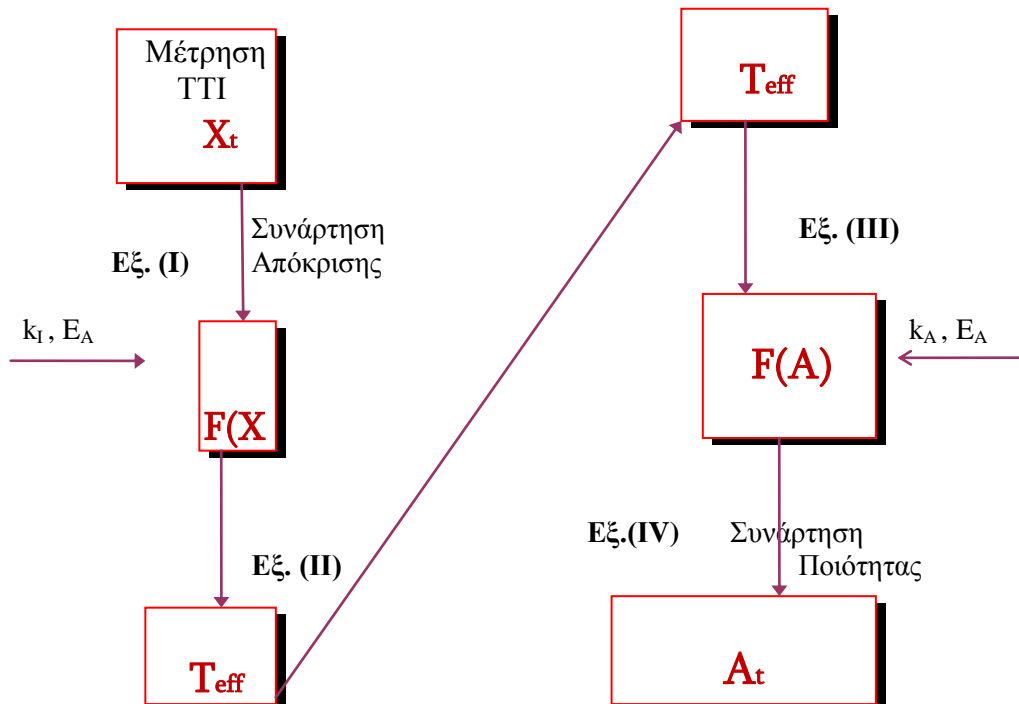 Μέτρηση
TTI
Xt
Συνάρτηση
Απόκρισης
Εξ. (I)
kI , EA
F(X
Εξ. (II)
Teff
Teff
Εξ. (III)
kA , EA
F(A)
Εξ.(IV)
Συνάρτηση
Ποιότητας
At